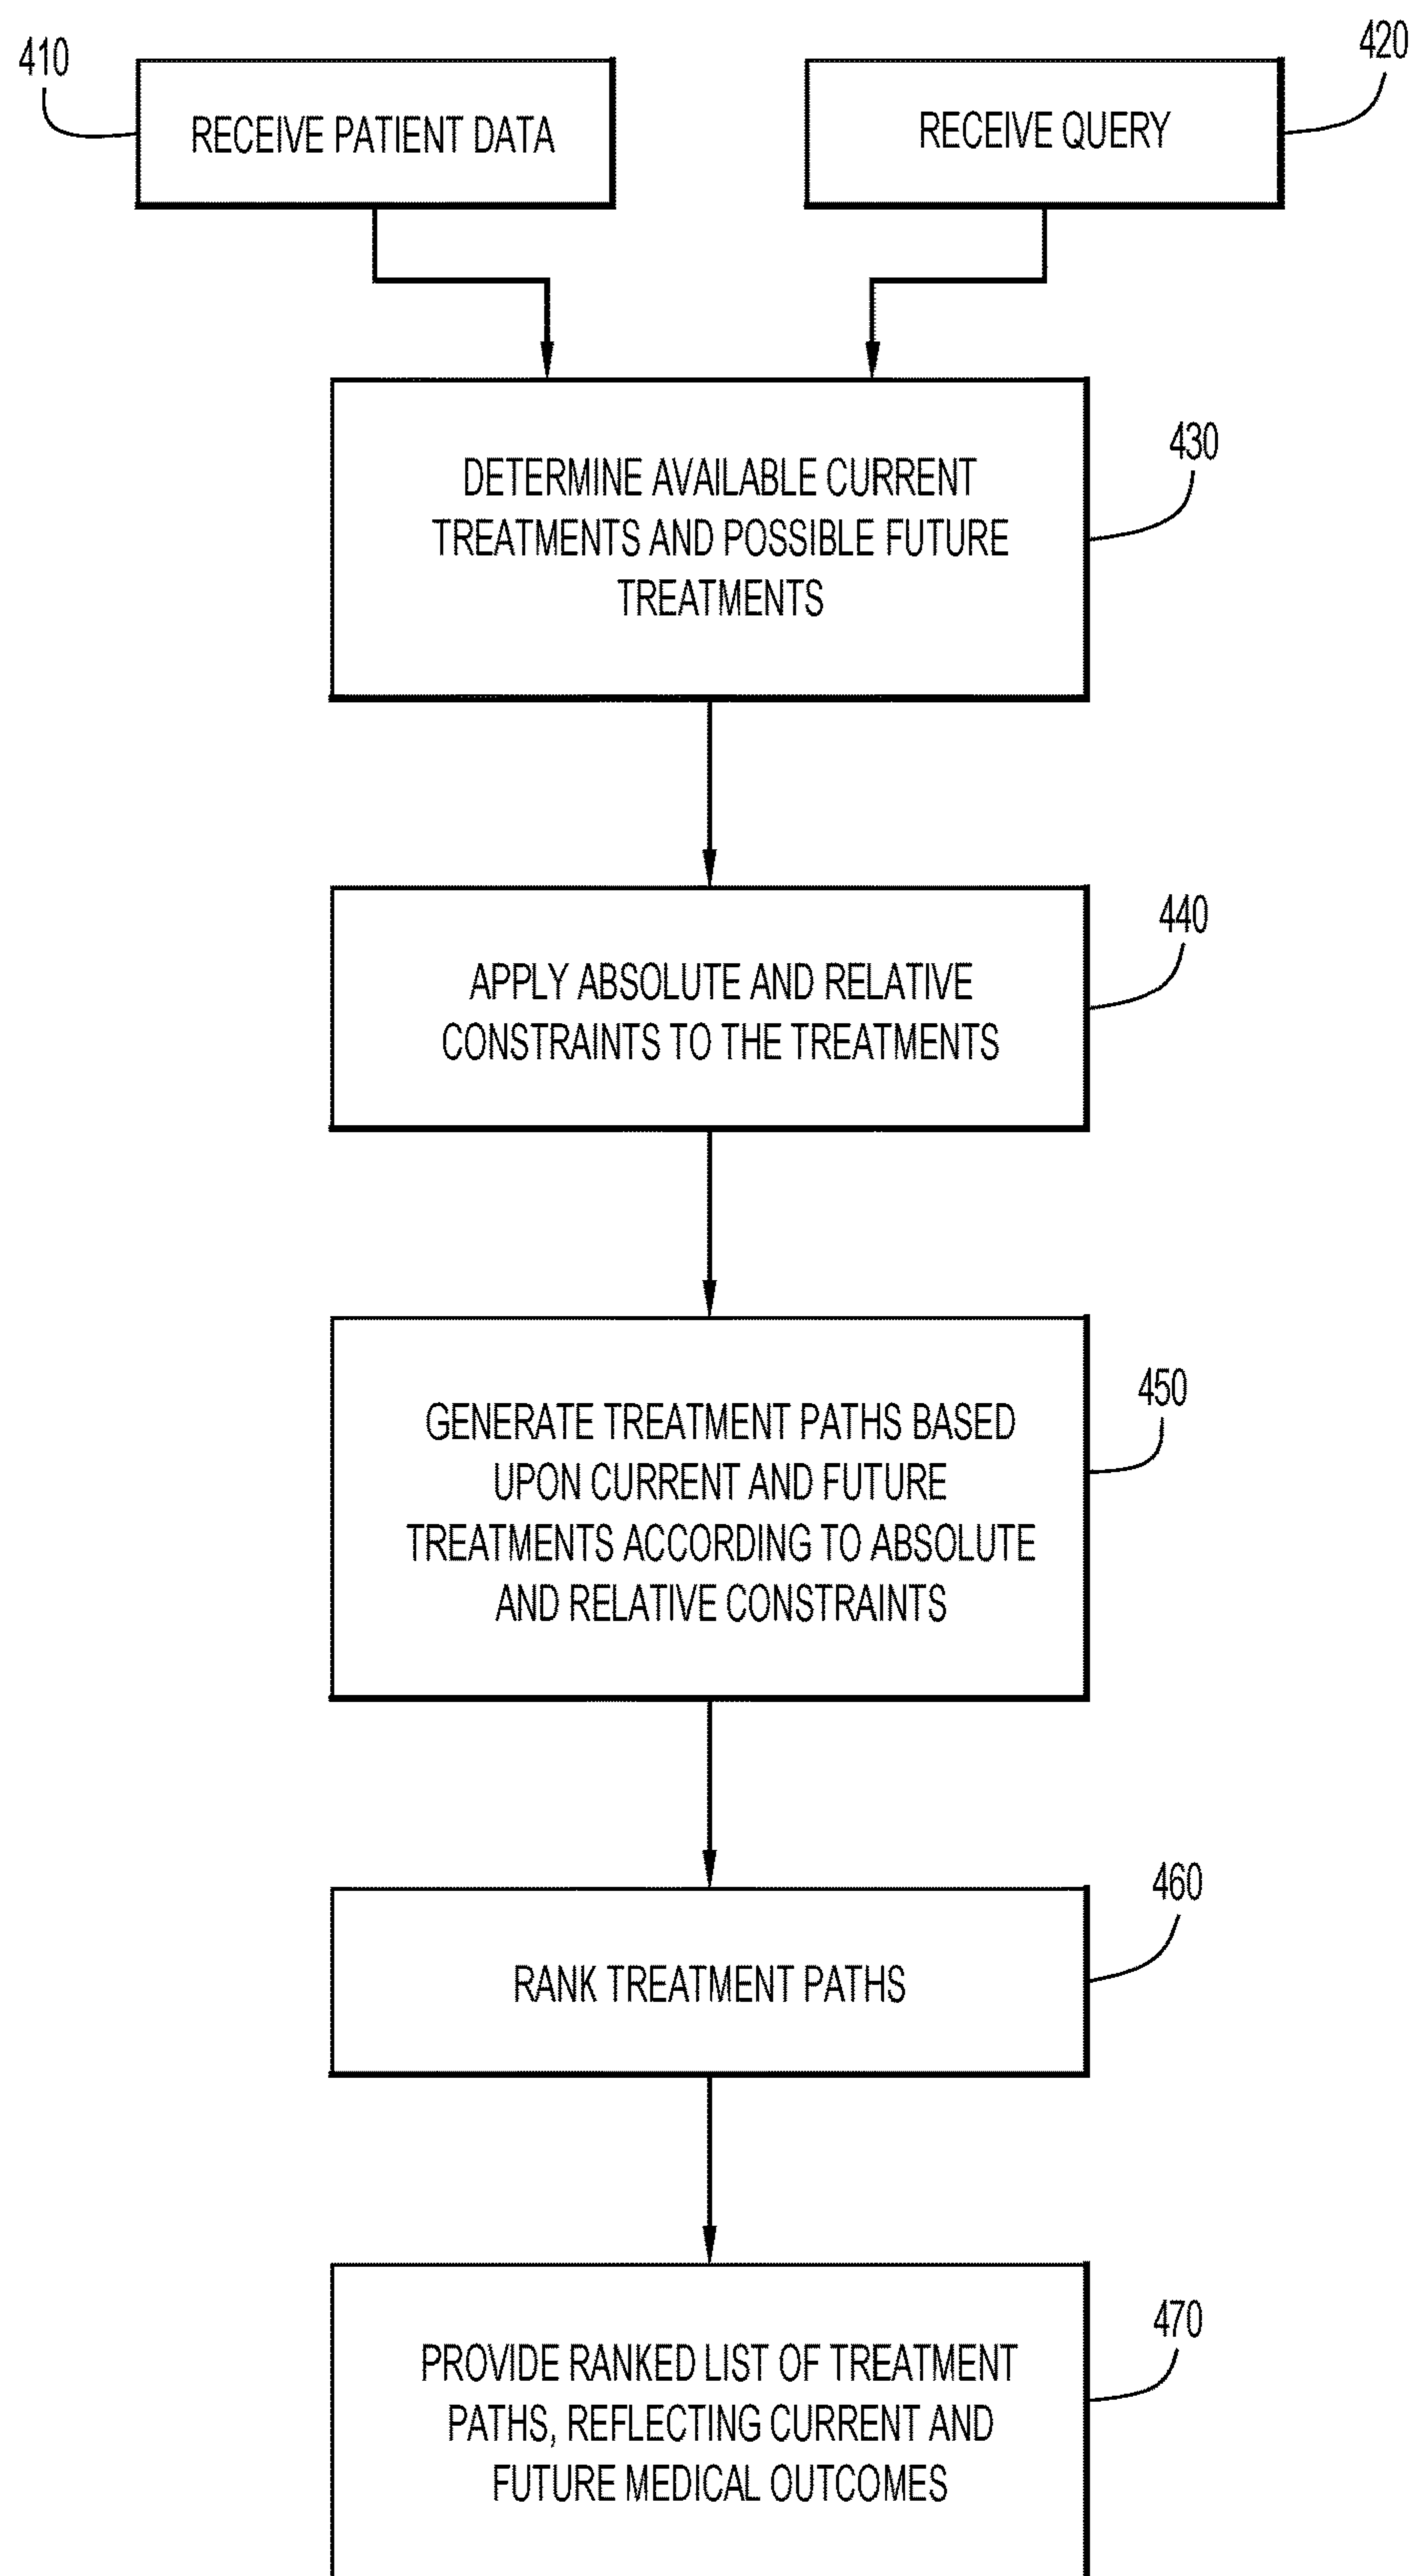 410
RECEIVE PATIENT DATA
420
RECEIVE QUERY
430
DETERMINE AVAILABLE CURRENT
TREATMENTS AND POSSIBLE FUTURE
TREATMENTS
440
APPLY ABSOLUTE AND RELATIVE
CONSTRAINTS TO THE TREATMENTS
450
GENERATE TREATMENT PATHS BASED
UPON CURRENT AND FUTURE
TREATMENTS ACCORDING TO ABSOLUTE
AND RELATIVE CONSTRAINTS
460
RANK TREATMENT PATHS
470
PROVIDE RANKED LIST OF TREATMENT
PATHS, REFLECTING CURRENT AND
FUTURE MEDICAL OUTCOMES